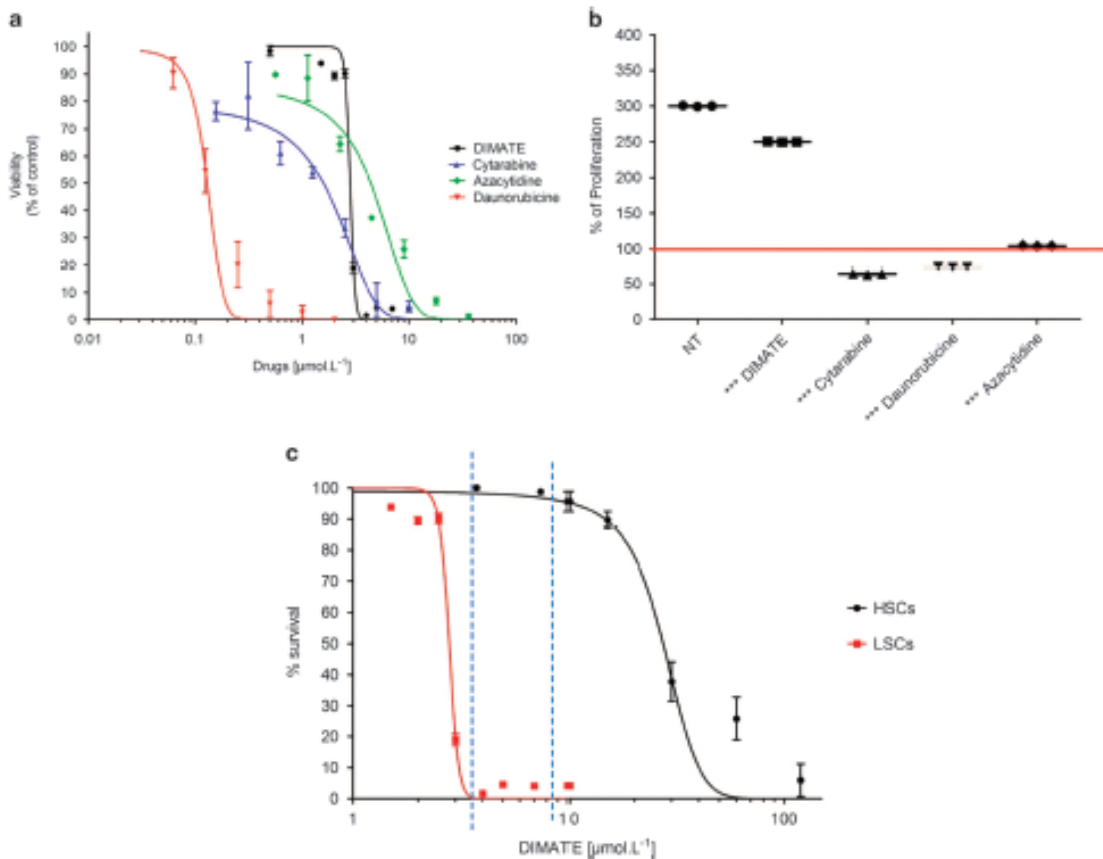 a
100
90
80
70
60
50
40
30
20
10
0
Viability
(% of control)
0.01
0.1
1
10
100
Drugs [µmol.L⁻¹]
DIMATE
Cytarabine
Azacytidine
Daunorubicine
b
400
350
300
250
200
150
100
50
0
% of Proliferation
NT
*** DIMATE
*** Cytarabine
*** Daunorubicine
*** Azacytidine
c
100
90
80
70
60
50
40
30
20
10
0
% survival
1
10
100
DIMATE [µmol.L⁻¹]
HSCs
LSCs